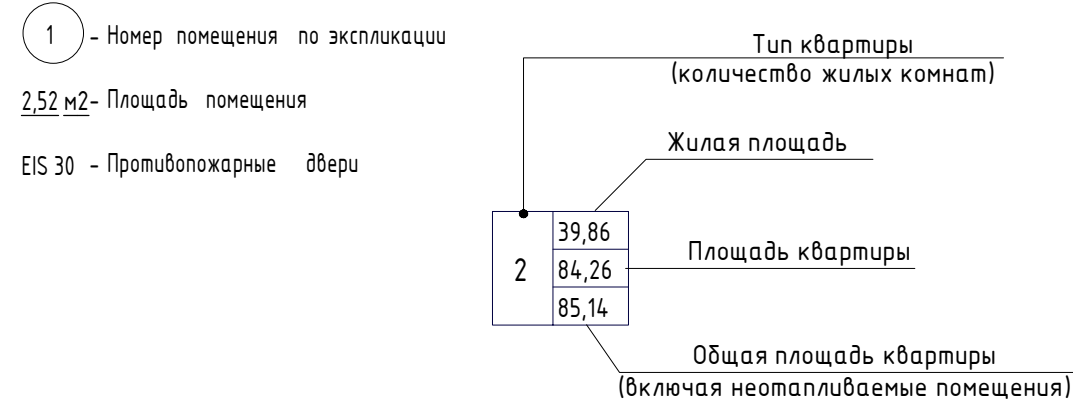 1 - Номер помещения по экспликации
2,52 м2- Площадь помещения
EIS 30 - Противопожарные двери
Тип квартиры
(количество жилых комнат)
Жилая площадь
39,86
2 84,26
Площадь квартиры
85,14
Общая площадь квартиры
(включая неотапливаемые помещения)